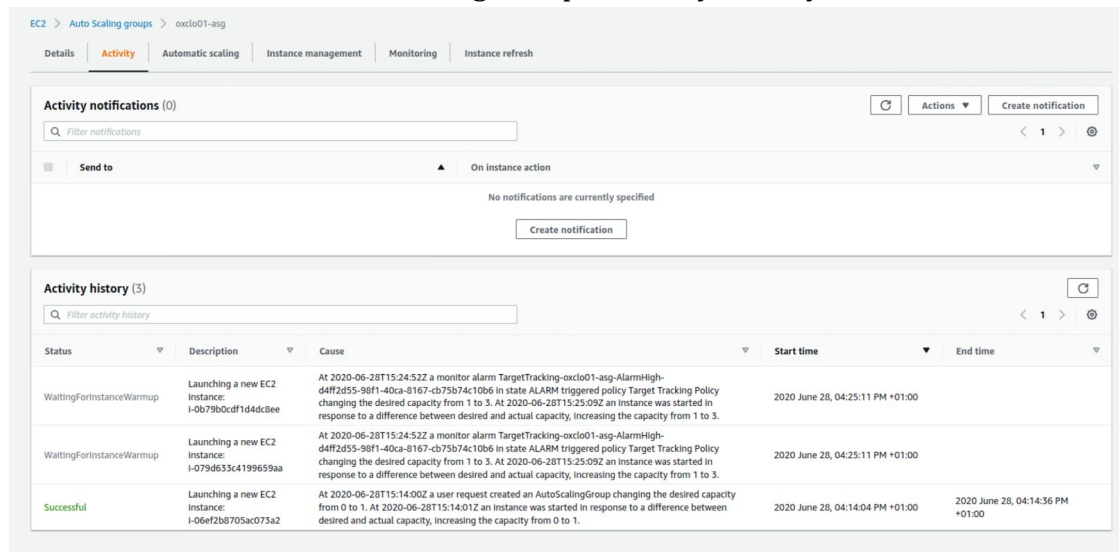 EC2 > Auto Scaling groups > oxclo01-asg
Details Activity Automatic scaling Instance management Monitoring Instance refresh
Activity notifications (0)
Actions Create notification
Filter notifications
1
Send to On instance action
No notifications are currently specified
Create notification
Activity history (3)
Filter activity history
1
Status Description Cause Start time End time
WaitingForInstanceWarmup
Launching a new EC2
instance:
i-0b79b0cdf1d4dc8ee
At 2020-06-28T15:24:52Z a monitor alarm TargetTracking-oxclo01-asg-AlarmHigh-
d4ff2d55-98f1-40ca-8167-cb75b74c10b6 in state ALARM triggered policy Target Tracking Policy
changing the desired capacity from 1 to 3. At 2020-06-28T15:25:09Z an instance was started in
response to a difference between desired and actual capacity, increasing the capacity from 1 to 3.
2020 June 28, 04:25:11 PM +01:00
WaitingForInstanceWarmup
Launching a new EC2
instance:
i-079d633c4199659aa
At 2020-06-28T15:24:52Z a monitor alarm TargetTracking-oxclo01-asg-AlarmHigh-
d4ff2d55-98f1-40ca-8167-cb75b74c10b6 in state ALARM triggered policy Target Tracking Policy
changing the desired capacity from 1 to 3. At 2020-06-28T15:25:09Z an instance was started in
response to a difference between desired and actual capacity, increasing the capacity from 1 to 3.
2020 June 28, 04:25:11 PM +01:00
Successful
Launching a new EC2
instance:
i-06ef2b8705ac073a2
At 2020-06-28T15:14:00Z a user request created an AutoScalingGroup changing the desired capacity
from 0 to 1. At 2020-06-28T15:14:01Z an instance was started in response to a difference between
desired and actual capacity, increasing the capacity from 0 to 1.
2020 June 28, 04:14:04 PM +01:00
2020 June 28, 04:14:36 PM
+01:00